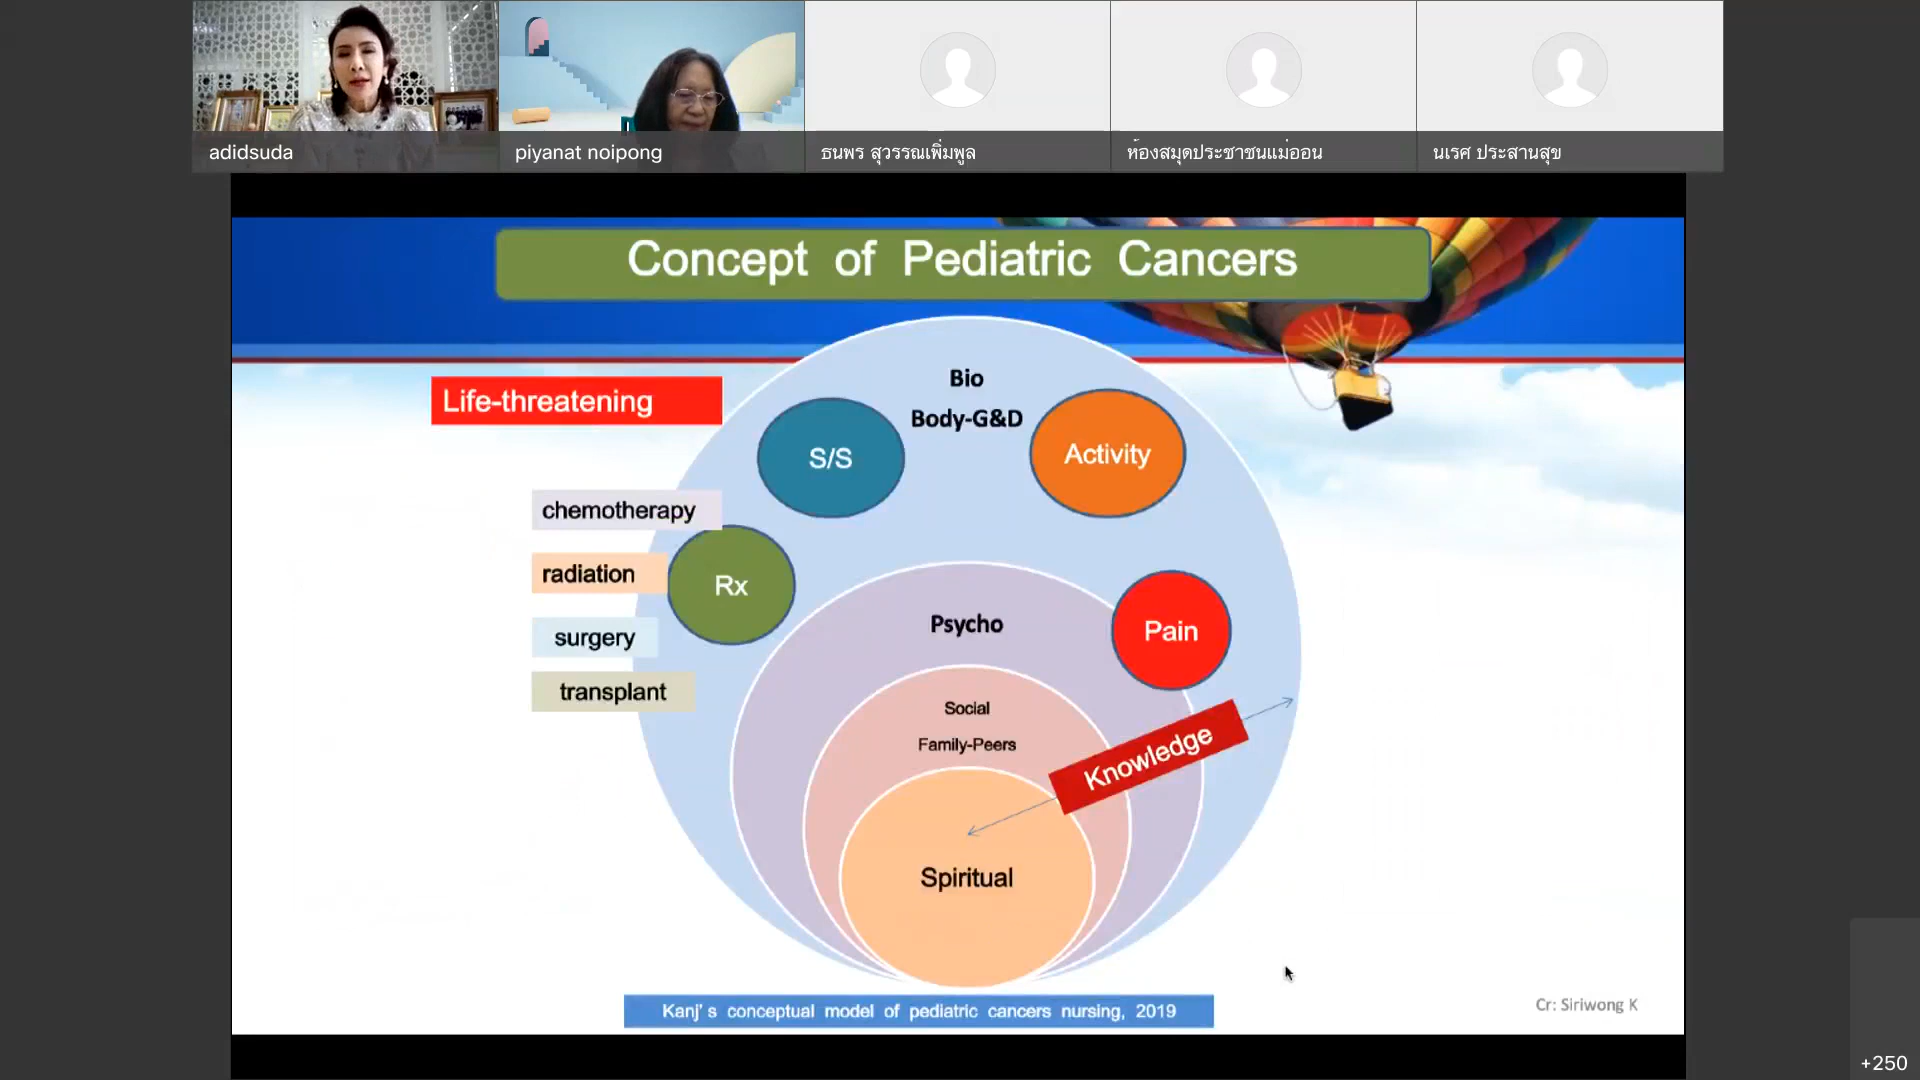 adidsuda
piyanat noipong
ธนพร สุวรรณเพิ่มพูล
ห้องสมุดประชาชนแม่ออน
นเรศ ประสานสุข
Concept of Pediatric Cancers
Life-threatening
Bio
Body-G&D
S/S
Activity
chemotherapy
radiation
Rx
surgery
transplant
Psycho
Pain
Social
Family-Peers
Knowledge
Spiritual
Kanj's conceptual model of pediatric cancers nursing, 2019
Cr: Siriwong K
+250